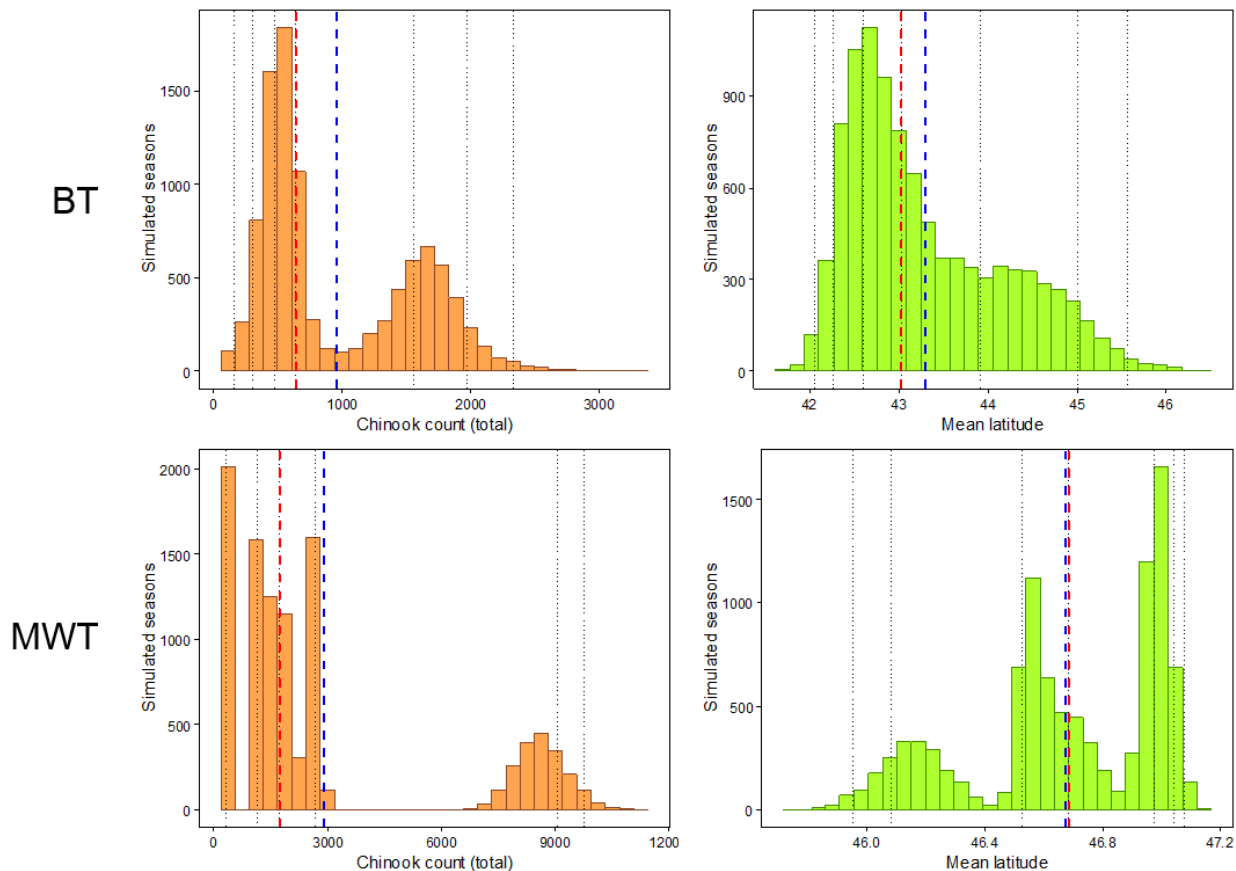 BT
Simulated seasons
1500
1000
500
0
0 1000 2000 3000
Chinook count (total)
Simulated seasons
900
600
300
0
42 43 44 45 46
Mean latitude
MWT
Simulated seasons
2000
1500
1000
500
0
0 3000 6000 9000 1200
Chinook count (total)
Simulated seasons
1500
1000
500
0
46.0 46.4 46.8 47.2
Mean latitude